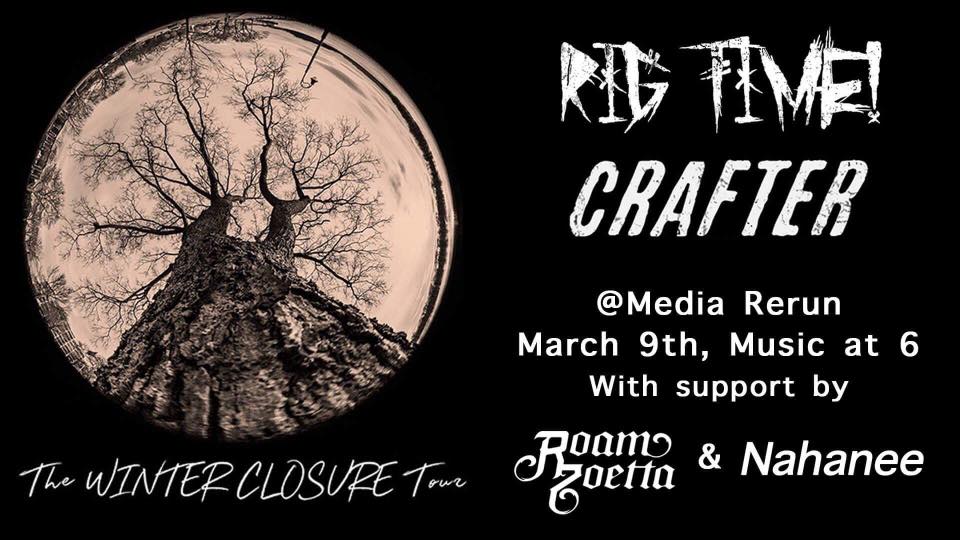 RIG TIME!
CRAFTER
@Media Rerun
March 9th, Music at 6
With support by
Roam Zoetta & Nahanee
The WINTER CLOSURE Tour